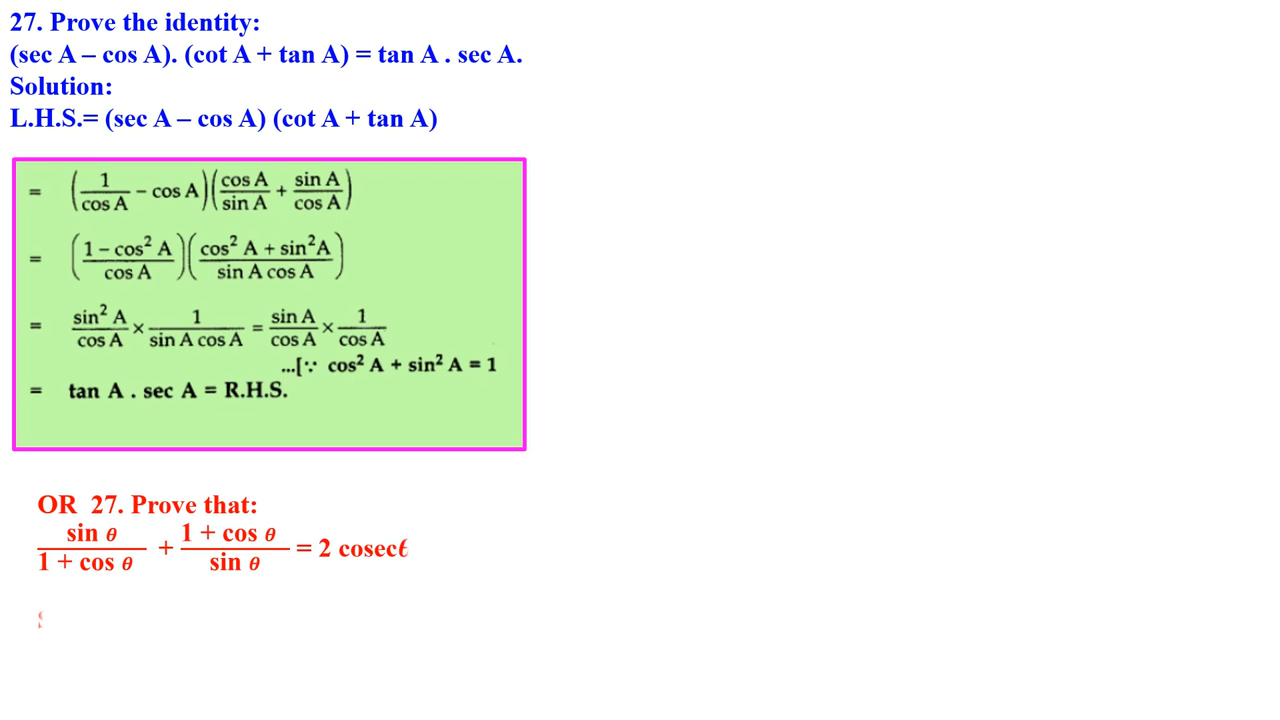 27. Prove the identity:
(sec A – cos A). (cot A + tan A) = tan A . sec A.
Solution:
L.H.S.= (sec A – cos A) (cot A + tan A)
= (1/cos A − cos A)(cos A/sin A + sin A/cos A)
= ((1 − cos² A)/cos A)((cos² A + sin²A)/(sin A cos A))
= sin² A/cos A × 1/(sin A cos A) = sin A/cos A × 1/cos A
...[∵ cos² A + sin² A = 1
= tan A . sec A = R.H.S.
OR 27. Prove that:
sin θ/(1 + cos θ) + (1 + cos θ)/sin θ = 2 cosec